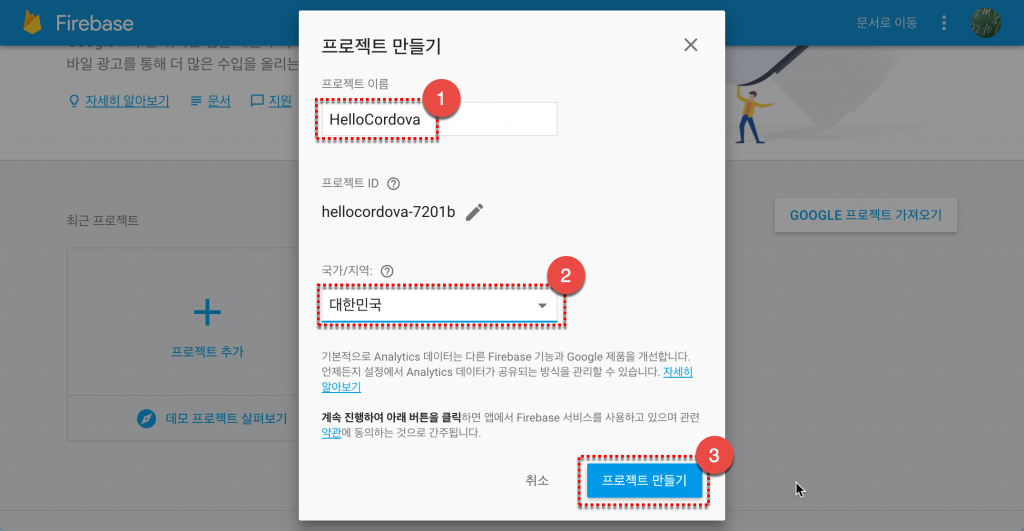 Firebase
문서로 이동
바일 광고를 통해 더 많은 수입을 올리는
자세히 알아보기
문서
지원
최근 프로젝트
GOOGLE 프로젝트 가져오기
프로젝트 추가
데모 프로젝트 살펴보기
프로젝트 만들기
프로젝트 이름
1
HelloCordova
프로젝트 ID
hellocordova-7201b
국가/지역:
2
대한민국
기본적으로 Analytics 데이터는 다른 Firebase 기능과 Google 제품을 개선합니다.
언제든지 설정에서 Analytics 데이터가 공유되는 방식을 관리할 수 있습니다. 자세히
알아보기
계속 진행하여 아래 버튼을 클릭하면 앱에서 Firebase 서비스를 사용하고 있으며 관련
약관에 동의하는 것으로 간주됩니다.
3
취소
프로젝트 만들기